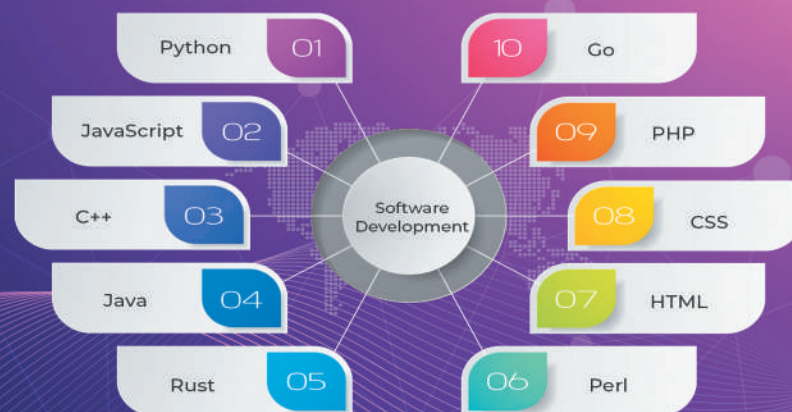 Python 01
10 Go
JavaScript 02
09 PHP
C++ 03
Software
Development
08 CSS
Java 04
07 HTML
Rust 05
06 Perl